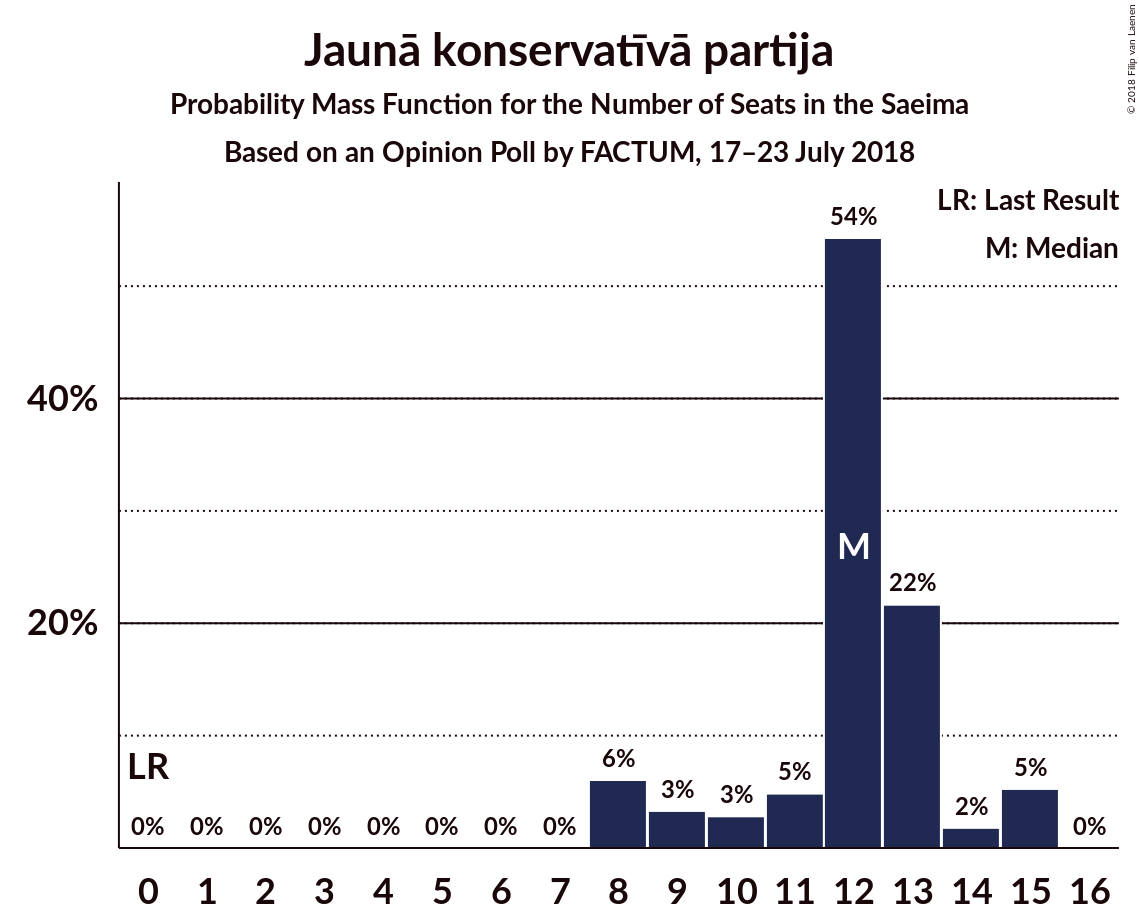 Jaunā konservatīvā partija
Probability Mass Function for the Number of Seats in the Saeima
Based on an Opinion Poll by FACTUM, 17–23 July 2018
© 2018 Filip van Laenen
LR: Last Result
M: Median
54%
40%
M
22%
20%
LR
0% 0% 0% 0% 0% 0% 0% 0% 6% 3% 3% 5% 2% 5% 0%
0 1 2 3 4 5 6 7 8 9 10 11 12 13 14 15 16